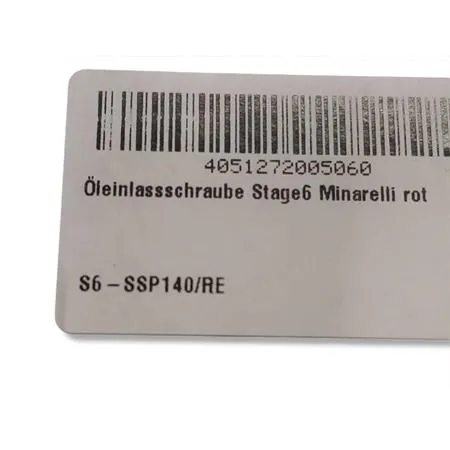 4051272005060
Öleinlassschraube Stage6 Minarelli rot
S6-SSP140/RE